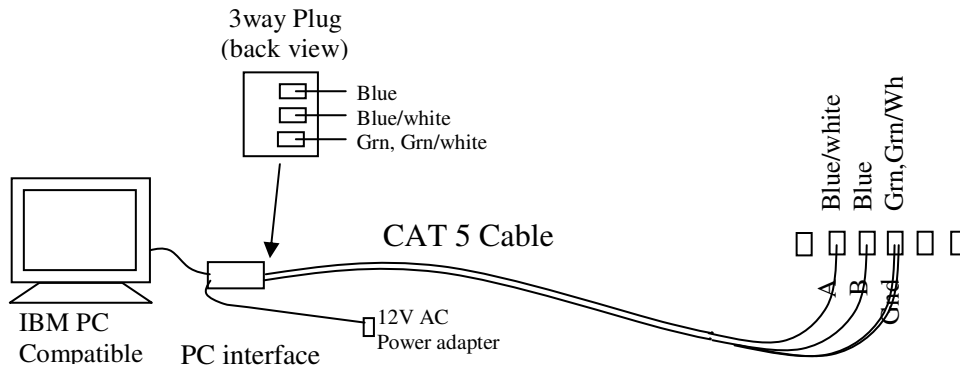 3way Plug
(back view)
Blue
Blue/white
Grn, Grn/white
Blue/white
Blue
Grn,Grn/Wh
CAT 5 Cable
A
B
Gnd
IBM PC
Compatible
PC interface
12V AC
Power adapter